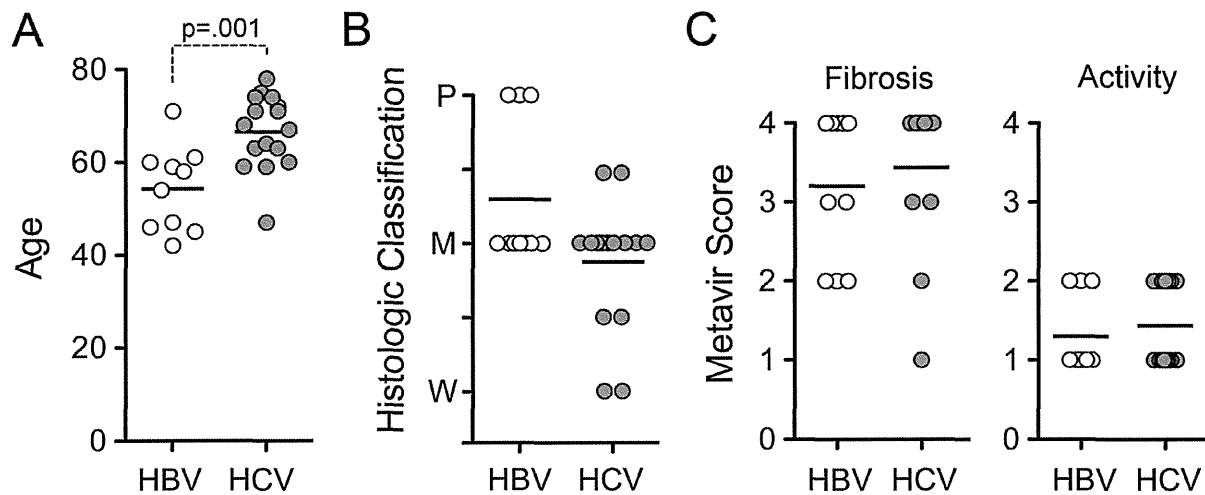 A
p=.001
Age
80
60
40
20
0
HBV HCV
B
Histologic Classification
P
M
W
HBV HCV
C
Fibrosis
Activity
Metavir Score
4
3
2
1
0
HBV HCV
4
3
2
1
0
HBV HCV